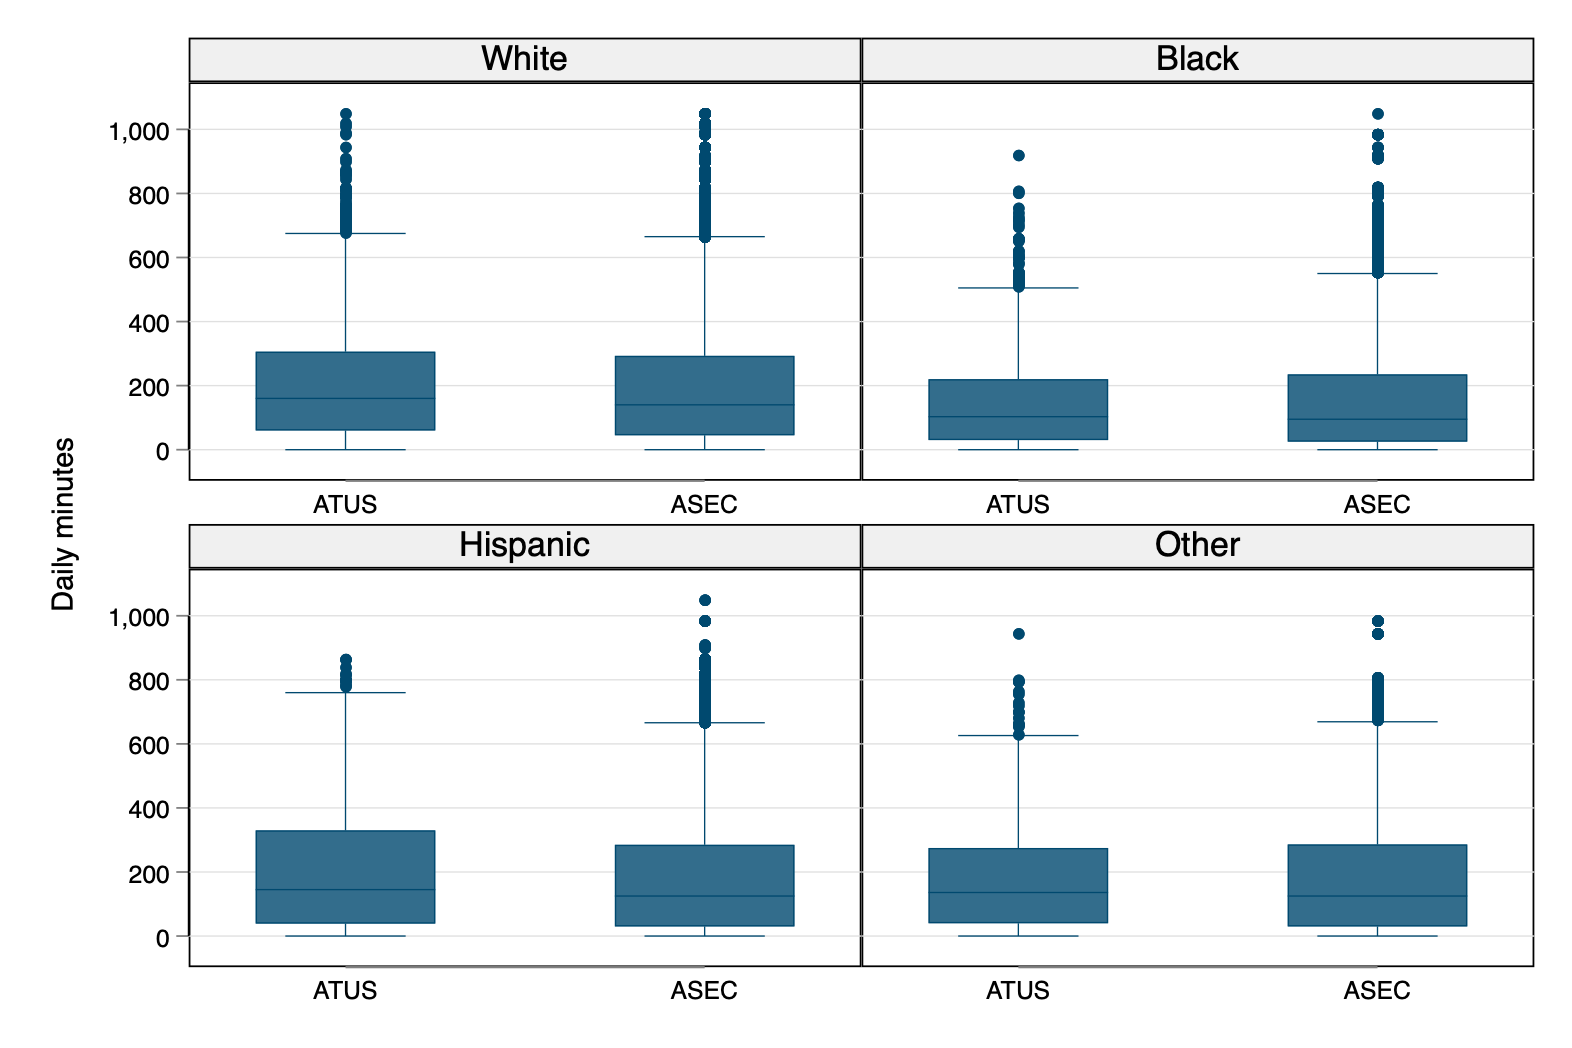 White
Black
1,000
800
600
400
200
0
ATUS
ASEC
ATUS
ASEC
Daily minutes
Hispanic
Other
1,000
800
600
400
200
0
ATUS
ASEC
ATUS
ASEC